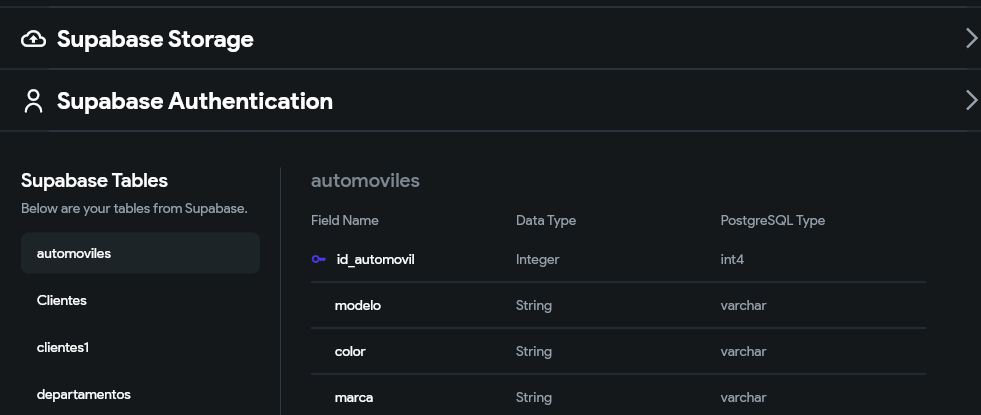 Supabase Storage
Supabase Authentication
Supabase Tables
Below are your tables from Supabase.
automoviles
Clientes
clientes1
departamentos
automoviles
Field Name Data Type PostgreSQL Type
id_automovil Integer int4
modelo String varchar
color String varchar
marca String varchar